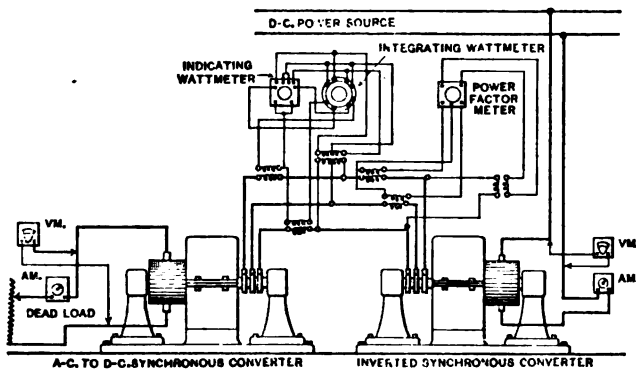 D-C. POWER SOURCE
INTEGRATING WATTMETER
INDICATING
WATTMETER
POWER
FACTOR
METER
VM.
AM.
DEAD LOAD
VM
AM
A-C. TO D-C. SYNCHRONOUS CONVERTER
INVERTED SYNCHRONOUS CONVERTER